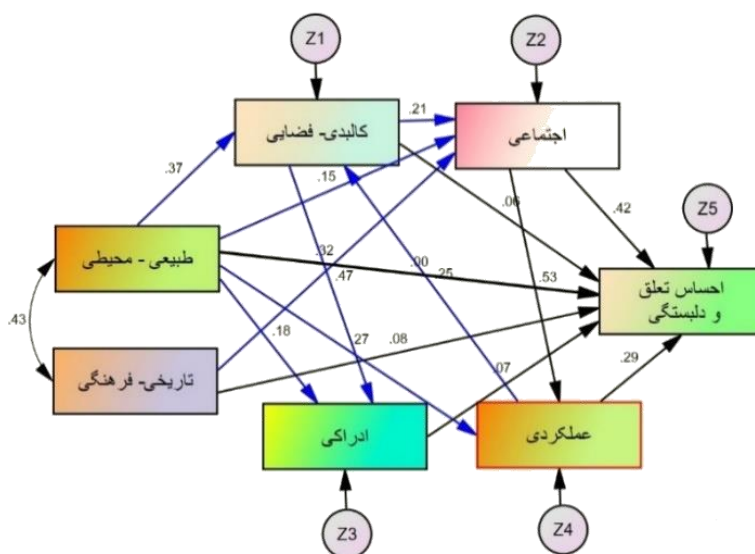 Z1
Z2
.21
کالبدی- فضایی
اجتماعی
.37
.15
.06
.42
Z5
طبیعی - محیطی
.32
.00
.47
.25
.53
احساس تعلق
و دلبستگی
.43
.18
.27
.08
.07
.29
تاریخی- فرهنگی
ادراکی
عملکردی
Z3
Z4